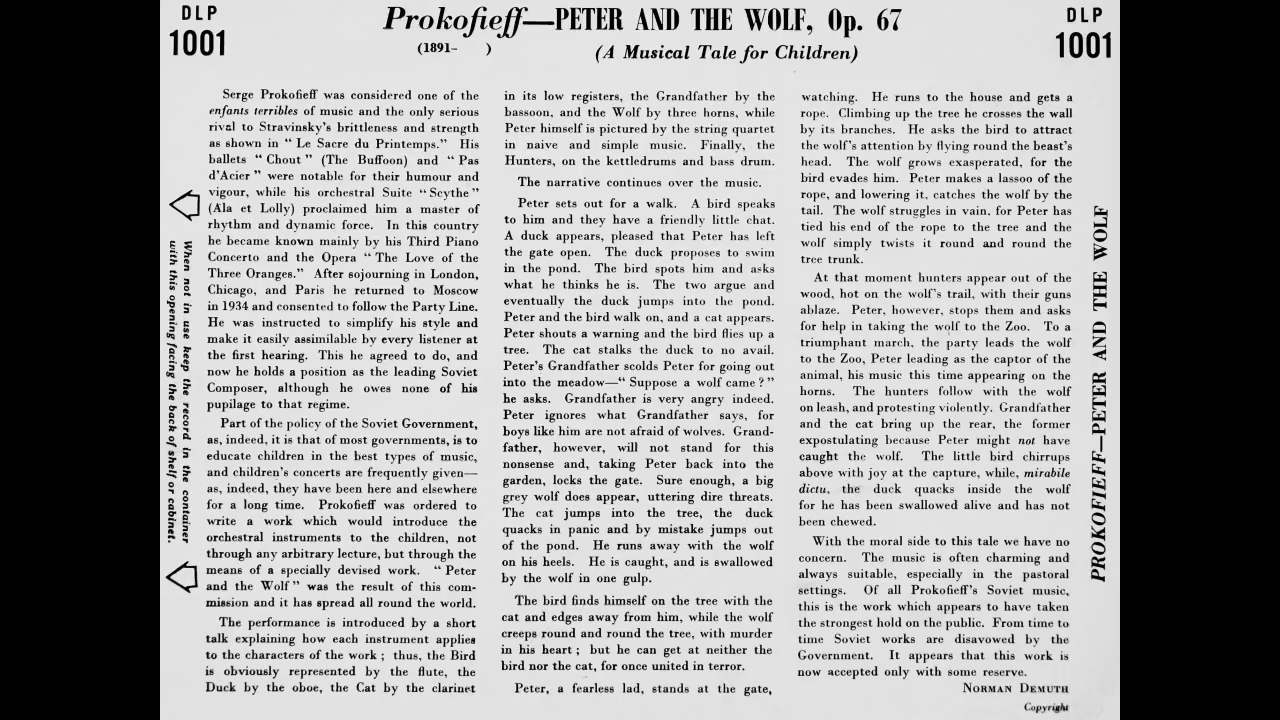 DLP
1001
Prokofieff—PETER AND THE WOLF, Op. 67
(1891-     )
(A Musical Tale for Children)
DLP
1001
Serge Prokofieff was considered one of the
enfants terribles of music and the only serious
rival to Stravinsky's brittleness and strength
as shown in " Le Sacre du Printemps." His
ballets " Chout " (The Buffoon) and " Pas
d'Acier " were notable for their humour and
vigour, while his orchestral Suite " Scythe "
(Ala et Lolly) proclaimed him a master of
rhythm and dynamic force. In this country
he became known mainly by his Third Piano
Concerto and the Opera " The Love of the
Three Oranges." After sojourning in London,
Chicago, and Paris he returned to Moscow
in 1934 and consented to follow the Party Line.
He was instructed to simplify his style and
make it easily assimilable by every listener at
the first hearing. This he agreed to do, and
now he holds a position as the leading Soviet
Composer, although he owes none of his
pupilage to that regime.
Part of the policy of the Soviet Government,
as, indeed, it is that of most governments, is to
educate children in the best types of music,
and children's concerts are frequently given—
as, indeed, they have been here and elsewhere
for a long time. Prokofieff was ordered to
write a work which would introduce the
orchestral instruments to the children, not
through any arbitrary lecture, but through the
means of a specially devised work. " Peter
and the Wolf " was the result of this com-
mission and it has spread all round the world.
The performance is introduced by a short
talk explaining how each instrument applies
to the characters of the work ; thus, the Bird
is obviously represented by the flute, the
Duck by the oboe, the Cat by the clarinet
in its low registers, the Grandfather by the
bassoon, and the Wolf by three horns, while
Peter himself is pictured by the string quartet
in naive and simple music. Finally, the
Hunters, on the kettledrums and bass drum.
The narrative continues over the music.
Peter sets out for a walk. A bird speaks
to him and they have a friendly little chat.
A duck appears, pleased that Peter has left
the gate open. The duck proposes to swim
in the pond. The bird spots him and asks
what he thinks he is. The two argue and
eventually the duck jumps into the pond.
Peter and the bird walk on, and a cat appears.
Peter shouts a warning and the bird flies up a
tree. The cat stalks the duck to no avail.
Peter's Grandfather scolds Peter for going out
into the meadow—" Suppose a wolf came ? "
he asks. Grandfather is very angry indeed.
Peter ignores what Grandfather says, for
boys like him are not afraid of wolves. Grand-
father, however, will not stand for this
nonsense and, taking Peter back into the
garden, locks the gate. Sure enough, a big
grey wolf does appear, uttering dire threats.
The cat jumps into the tree, the duck
quacks in panic and by mistake jumps out
of the pond. He runs away with the wolf
on his heels. He is caught, and is swallowed
by the wolf in one gulp.
The bird finds himself on the tree with the
cat and edges away from him, while the wolf
creeps round and round the tree, with murder
in his heart ; but he can get at neither the
bird nor the cat, for once united in terror.
Peter, a fearless lad, stands at the gate,
watching. He runs to the house and gets a
rope. Climbing up the tree he crosses the wall
by its branches. He asks the bird to attract
the wolf's attention by flying round the beast's
head. The wolf grows exasperated, for the
bird evades him. Peter makes a lassoo of the
rope, and lowering it, catches the wolf by the
tail. The wolf struggles in vain, for Peter has
tied his end of the rope to the tree and the
wolf simply twists it round and round the
tree trunk.
At that moment hunters appear out of the
wood, hot on the wolf's trail, with their guns
ablaze. Peter, however, stops them and asks
for help in taking the wolf to the Zoo. To a
triumphant march, the party leads the wolf
to the Zoo, Peter leading as the captor of the
animal, his music this time appearing on the
horns. The hunters follow with the wolf
on leash, and protesting violently. Grandfather
and the cat bring up the rear, the former
expostulating because Peter might not have
caught the wolf. The little bird chirrups
above with joy at the capture, while, mirabile
dictu, the duck quacks inside the wolf
for he has been swallowed alive and has not
been chewed.
With the moral side to this tale we have no
concern. The music is often charming and
always suitable, especially in the pastoral
settings. Of all Prokofieff's Soviet music,
this is the work which appears to have taken
the strongest hold on the public. From time to
time Soviet works are disavowed by the
Government. It appears that this work is
now accepted only with some reserve.
NORMAN DEMUTH
Copyright
When not in use keep the record in the container
with this opening facing the back of shelf or cabinet.
PROKOFIEFF—PETER AND THE WOLF